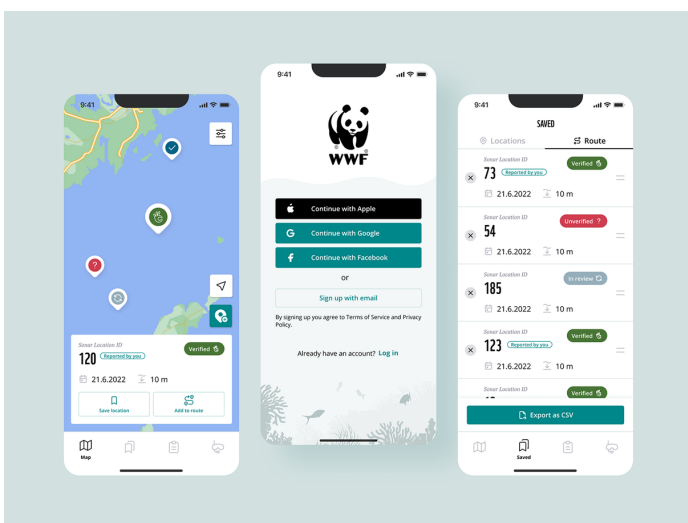 9:41
Sonar Location ID
120 Reported by you
Verified
21.6.2022 10 m
Save location
Add to route
Map
9:41
WWF
Continue with Apple
Continue with Google
Continue with Facebook
or
Sign up with email
By signing up you agree to Terms of Service and Privacy
Policy.
Already have an account? Log in
9:41
SAVED
Locations
Route
Sonar Location ID
73 Reported by you
Verified
21.6.2022 10 m
Sonar Location ID
54
Unverified ?
21.6.2022 10 m
Sonar Location ID
185
In review
21.6.2022 10 m
Sonar Location ID
123 Reported by you
Verified
21.6.2022 10 m
Sonar Location ID
Verified
Export as CSV
Saved